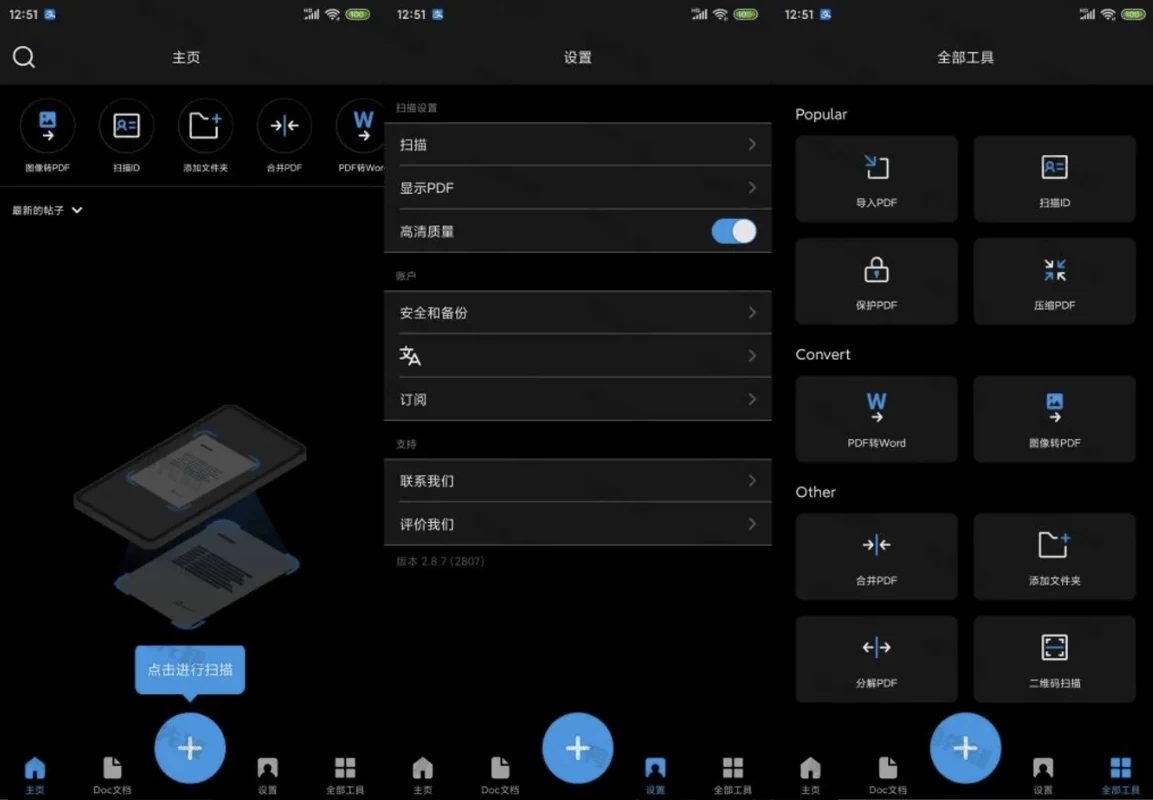 12:51
100
主页
图像转PDF
扫描ID
添加文件夹
合并PDF
PDF转Wor
最新的帖子
点击进行扫描
主页
Doc文档
设置
全部工具
12:51
100
设置
扫描设置
扫描
显示PDF
高清质量
账户
安全和备份
订阅
支持
联系我们
评价我们
版本 2.8.7 (2807)
主页
Doc文档
设置
全部工具
12:51
100
全部工具
Popular
导入PDF
扫描ID
保护PDF
压缩PDF
Convert
PDF转Word
图像转PDF
Other
合并PDF
添加文件夹
分解PDF
二维码扫描
主页
Doc文档
设置
全部工具